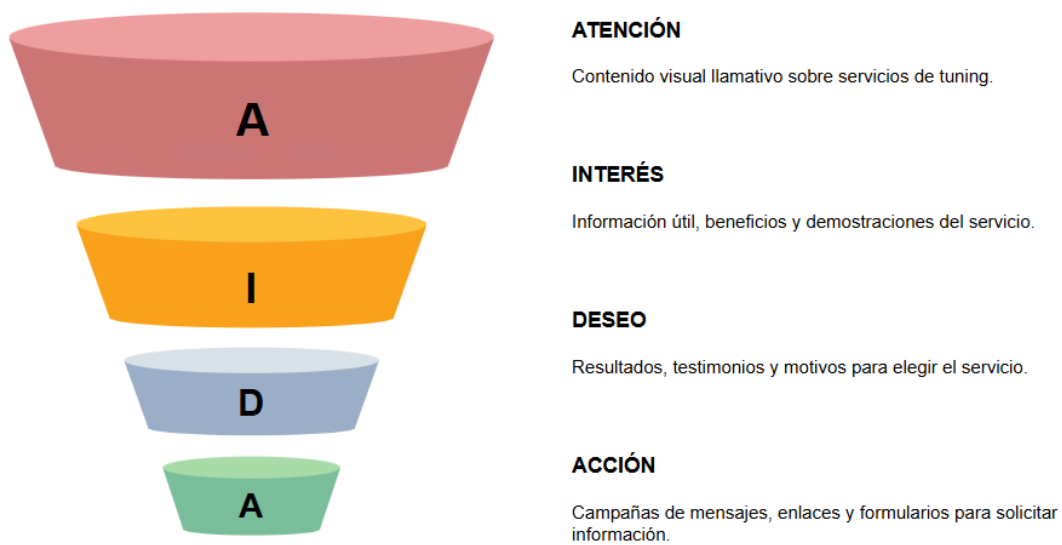 A
ATENCIÓN
Contenido visual llamativo sobre servicios de tuning.
I
INTERÉS
Información útil, beneficios y demostraciones del servicio.
D
DESEO
Resultados, testimonios y motivos para elegir el servicio.
A
ACCIÓN
Campañas de mensajes, enlaces y formularios para solicitar
información.